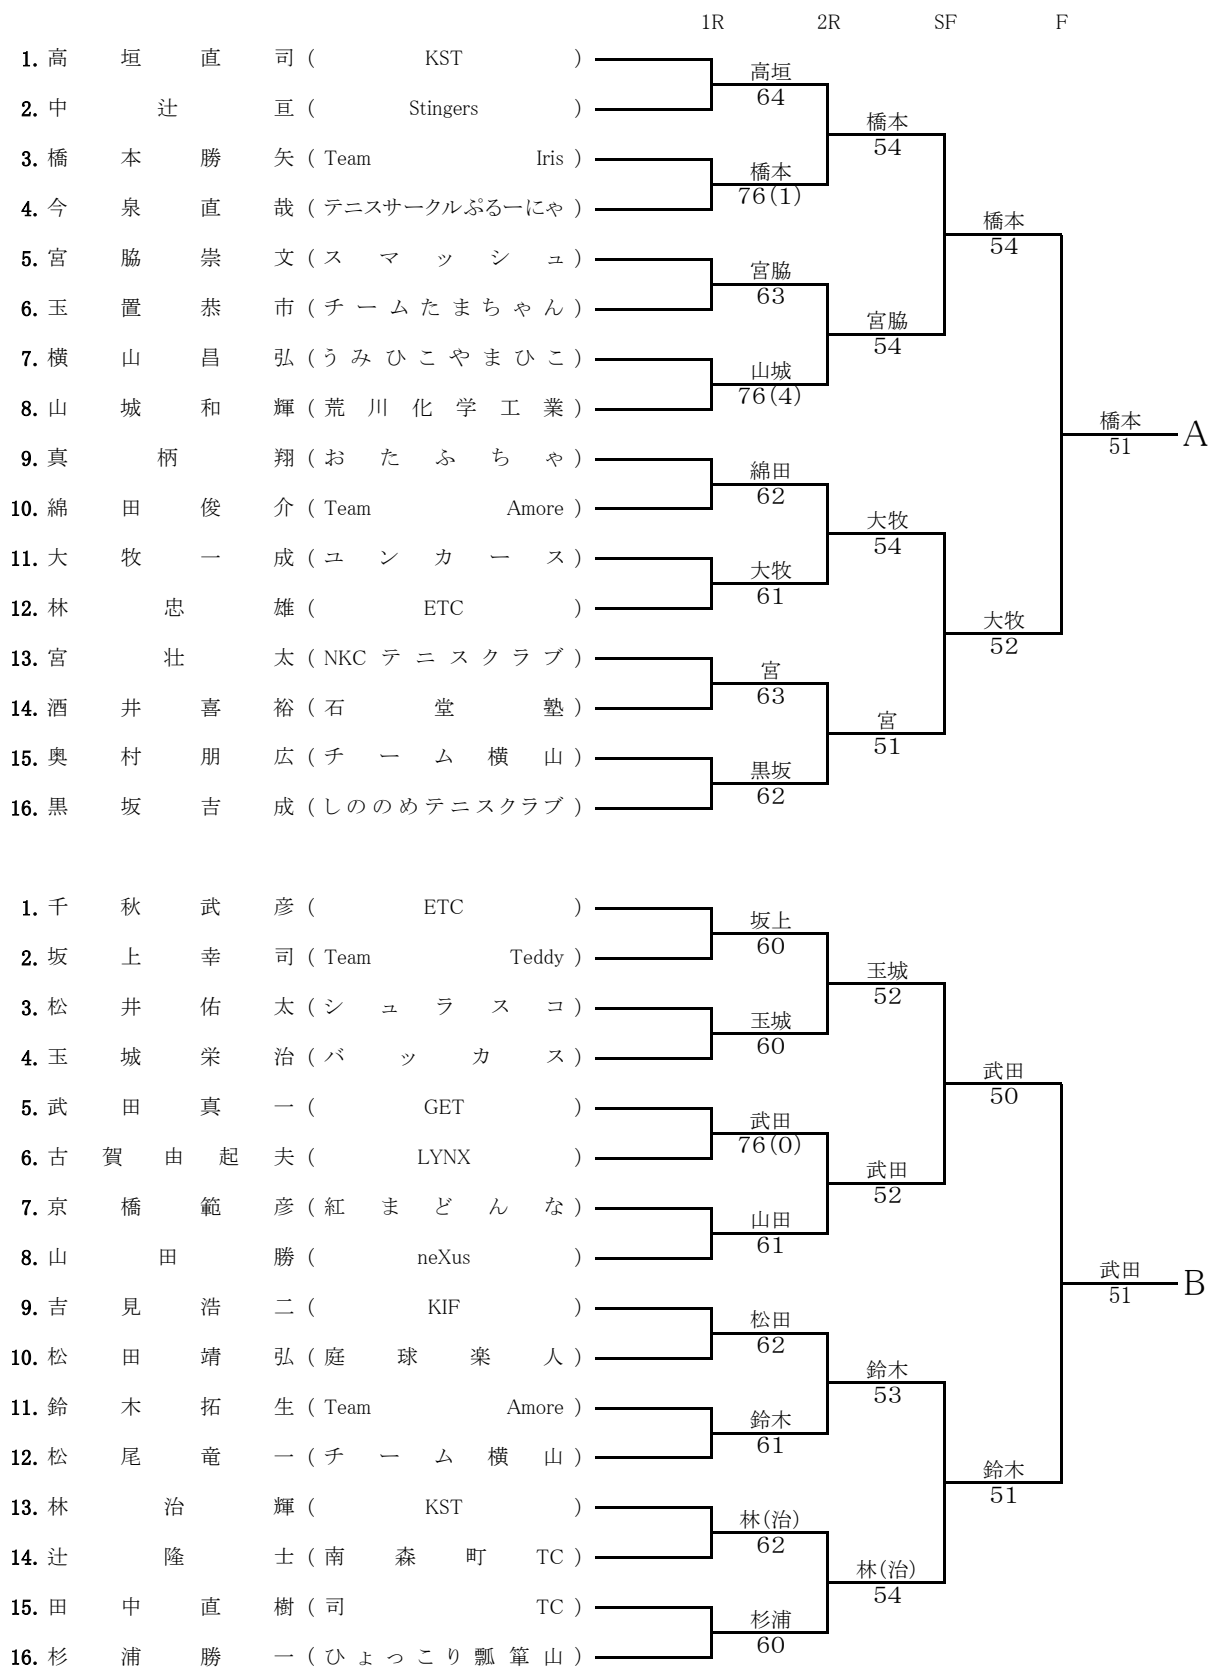 1R 2R SF F
1. 高垣直司 ( KST )
高垣
64
2. 中辻亘 ( Stingers )
橋本
54
3. 橋本勝矢 ( Team Iris )
橋本
76(1)
4. 今泉直哉 ( テニスサークルぷるーにゃ )
橋本
54
5. 宮脇崇文 ( スマッシュ )
宮脇
63
6. 玉置恭市 ( チームたまちゃん )
宮脇
54
7. 横山昌弘 ( うみひこやまひこ )
山城
76(4)
8. 山城和輝 ( 荒川化学工業 )
橋本
51
A
9. 真柄翔 ( おたふちゃ )
綿田
62
10. 綿田俊介 ( Team Amore )
大牧
54
11. 大牧一成 ( ユンカース )
大牧
61
12. 林忠雄 ( ETC )
大牧
52
13. 宮壮太 ( NKC テニスクラブ )
宮
63
14. 酒井喜裕 ( 石堂塾 )
宮
51
15. 奥村朋広 ( チーム横山 )
黒坂
62
16. 黒坂吉成 ( しののめテニスクラブ )
1. 千秋武彦 ( ETC )
坂上
60
2. 坂上幸司 ( Team Teddy )
玉城
52
3. 松井佑太 ( シュラスコ )
玉城
60
4. 玉城栄治 ( バッカス )
武田
50
5. 武田真一 ( GET )
武田
76(0)
6. 古賀由起夫 ( LYNX )
武田
52
7. 京橋範彦 ( 紅まどんな )
山田
61
8. 山田勝 ( neXus )
武田
51
B
9. 吉見浩二 ( KIF )
松田
62
10. 松田靖弘 ( 庭球楽人 )
鈴木
53
11. 鈴木拓生 ( Team Amore )
鈴木
61
12. 松尾竜一 ( チーム横山 )
鈴木
51
13. 林治輝 ( KST )
林(治)
62
14. 辻隆士 ( 南森町 TC )
林(治)
54
15. 田中直樹 ( 司 TC )
杉浦
60
16. 杉浦勝一 ( ひょっこり瓢箪山 )